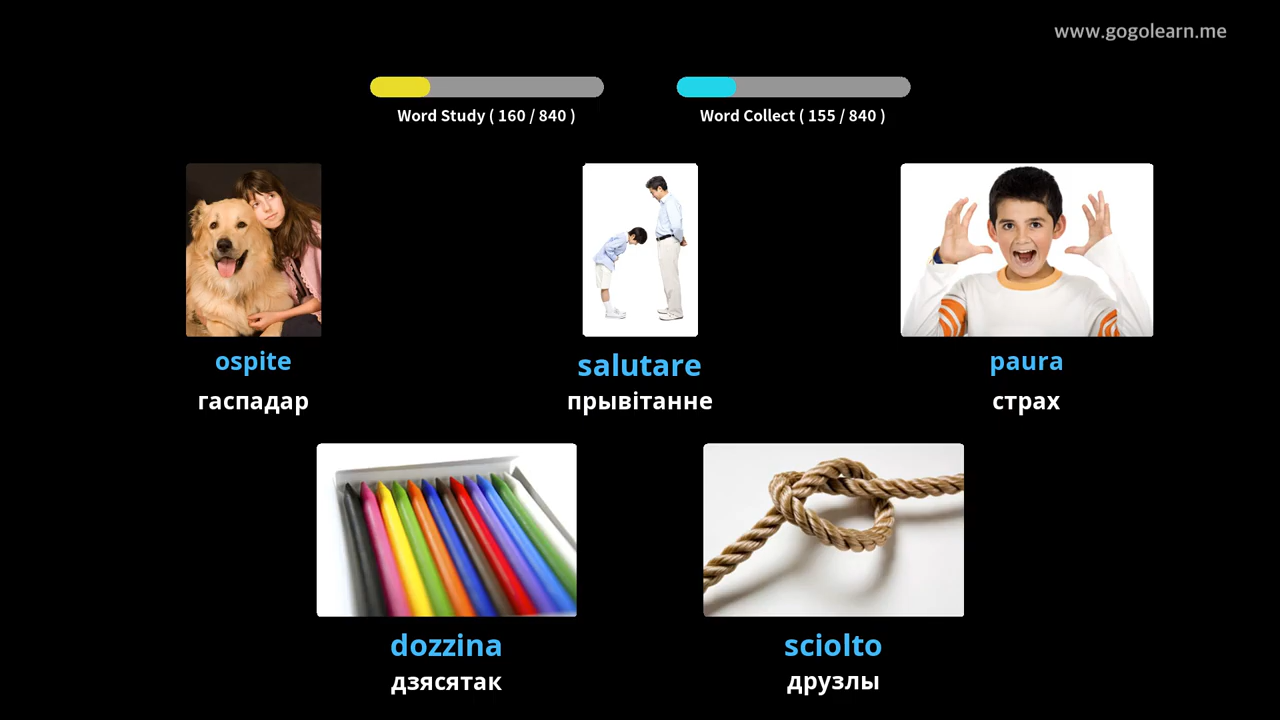 www.gogolearn.me
Word Study ( 160 / 840 )
Word Collect ( 155 / 840 )
ospite
salutare
paura
гаспадар
прывітанне
страх
dozzina
sciolto
дзясятак
друзлы